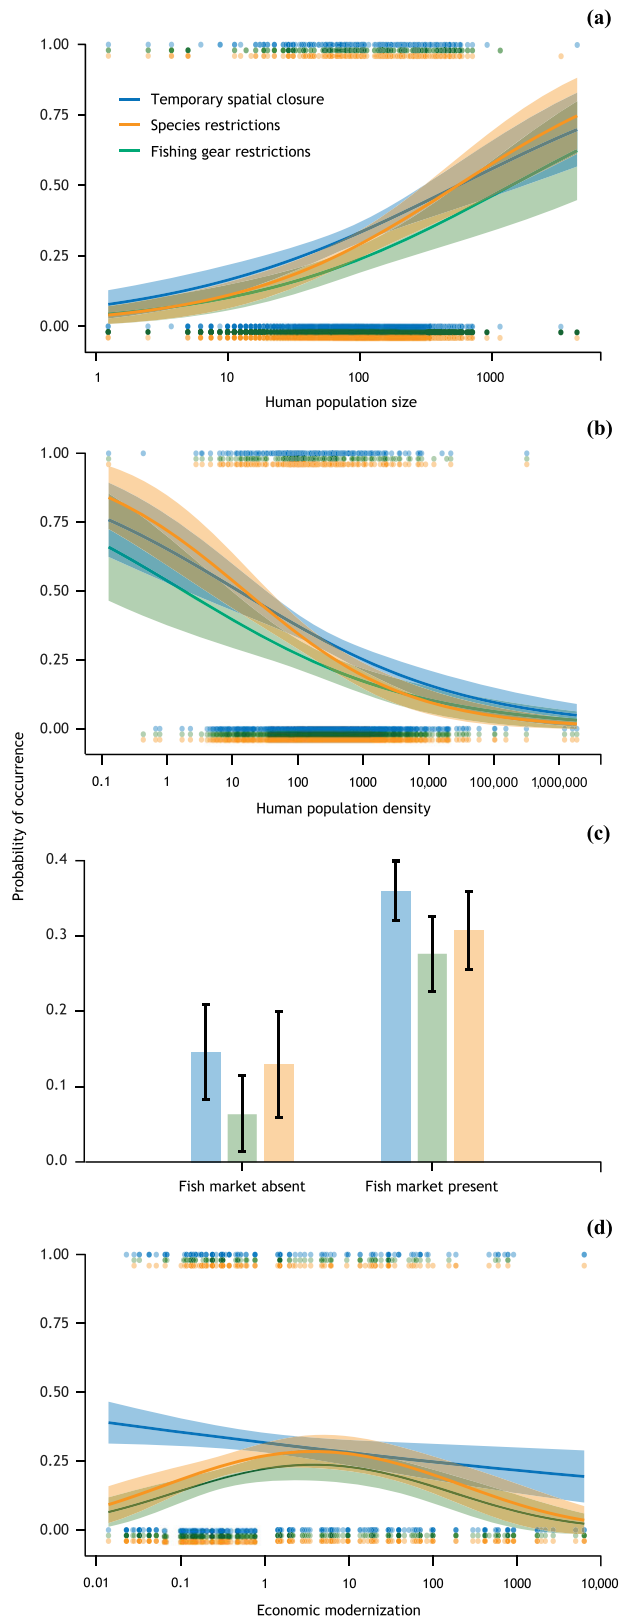 (a)
1.00
0.75
0.50
0.25
0.00
Temporary spatial closure
Species restrictions
Fishing gear restrictions
1 10 100 1000
Human population size
(b)
1.00
0.75
0.50
0.25
0.00
0.1 1 10 100 1000 10,000 100,000 1,000,000
Human population density
Probability of occurrence
(c)
0.4
0.3
0.2
0.1
0.0
Fish market absent Fish market present
(d)
1.00
0.75
0.50
0.25
0.00
0.01 0.1 1 10 100 1000 10,000
Economic modernization